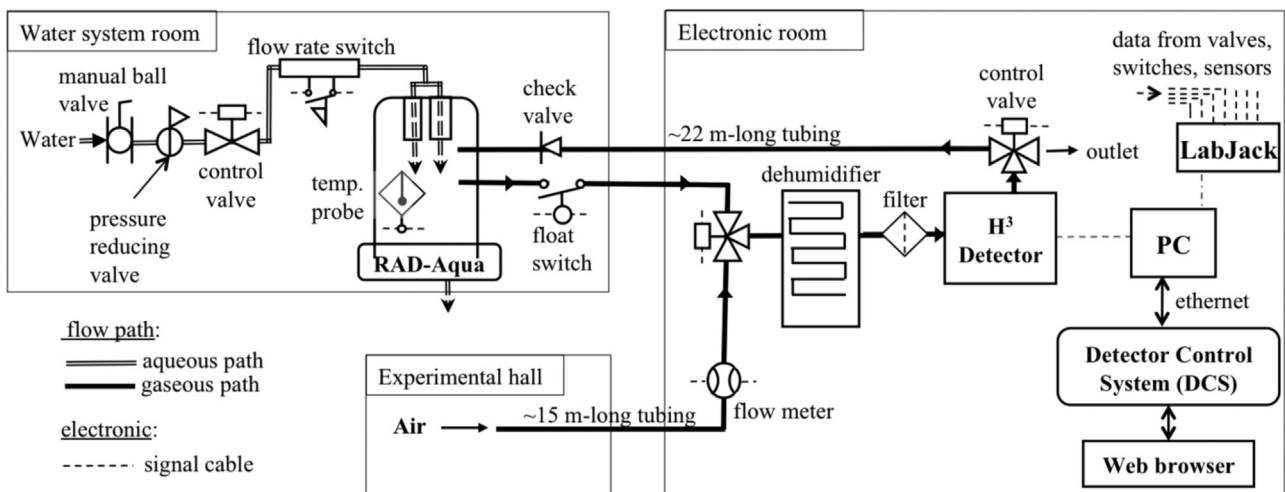 Water system room
flow rate switch
manual ball
valve
Water
control
valve
pressure
reducing
valve
temp.
probe
RAD-Aqua
check
valve
float
switch
~22 m-long tubing
Electronic room
data from valves,
switches, sensors
control
valve
outlet
LabJack
dehumidifier
filter
H³
Detector
PC
ethernet
Detector Control
System (DCS)
Web browser
flow path:
aqueous path
gaseous path
electronic:
signal cable
Experimental hall
Air
~15 m-long tubing
flow meter